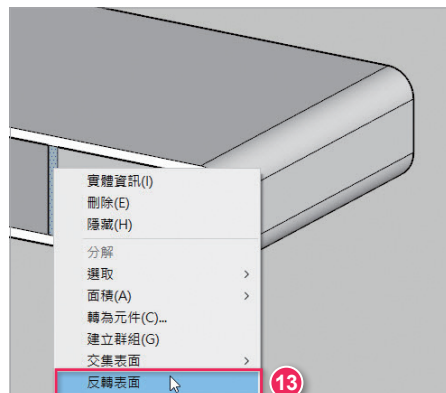 實體資訊(I)
刪除(E)
隱藏(H)
分解
選取
面積(A)
轉為元件(C)...
建立群組(G)
交集表面
反轉表面
13